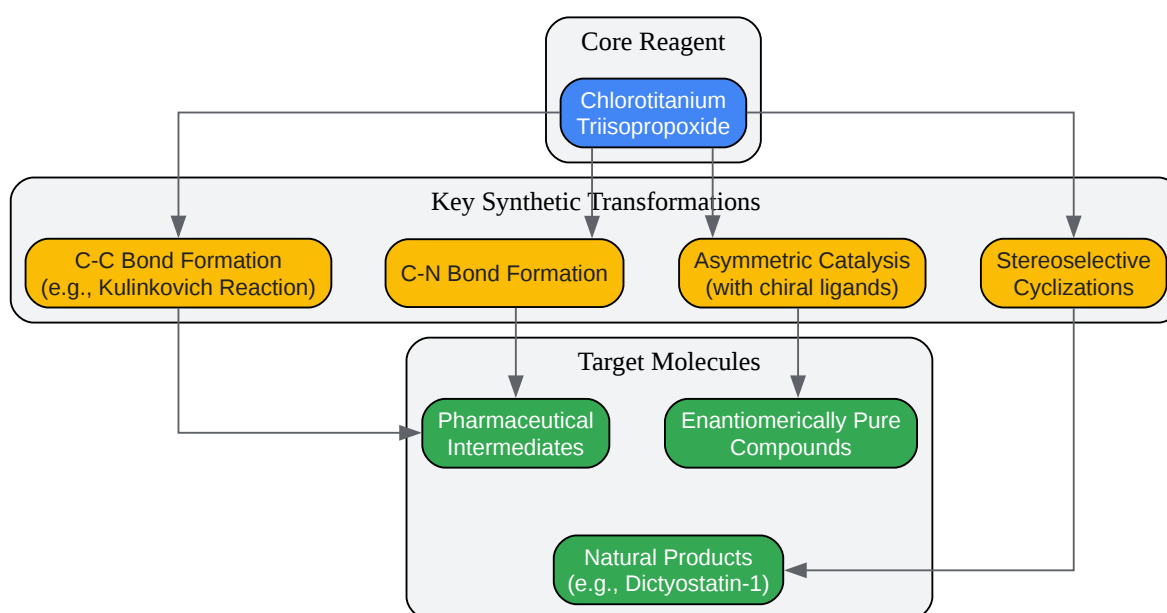 Core Reagent
Chlorotitanium
Triisopropoxide
Key Synthetic Transformations
C-C Bond Formation
(e.g., Kulinkovich Reaction)
C-N Bond Formation
Asymmetric Catalysis
(with chiral ligands)
Stereoselective
Cyclizations
Target Molecules
Pharmaceutical
Intermediates
Enantiomerically Pure
Compounds
Natural Products
(e.g., Dictyostatin-1)